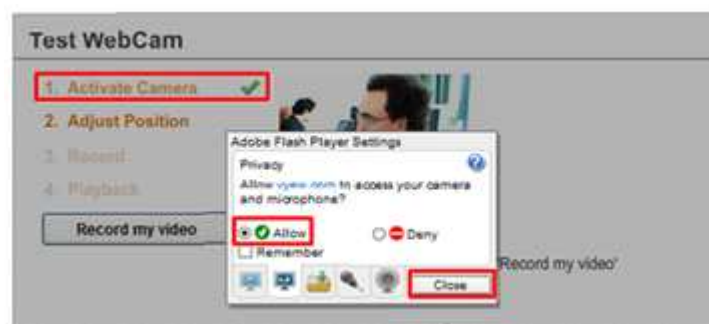 Test WebCam
1. Activate Camera
2. Adjust Position
3. Record
4. Playback
Record my video
Adobe Flash Player Settings
Privacy
Allow vyew.com to access your camera
and microphone?
Allow
Deny
Remember
Close
'Record my video'